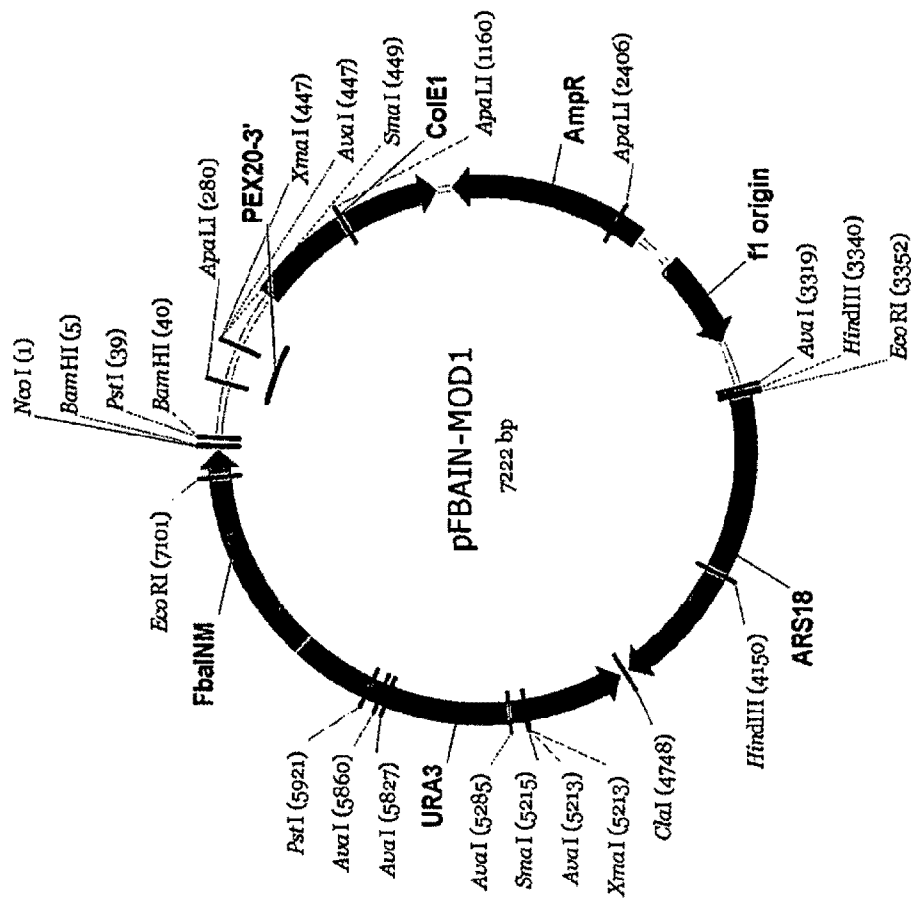 NcoI (1)
BamHI (5)
PstI (39)
BamHI (40)
ApaLI (280)
PEX20-3'
XmaI (447)
AvaI (447)
SmaI (449)
ColE1
ApaLI (1160)
AmpR
ApaLI (2406)
f1 origin
AvaI (3319)
HindIII (3340)
EcoRI (3352)
ARS18
HindIII (4150)
ClaI (4748)
XmaI (5213)
AvaI (5213)
SmaI (5215)
AvaI (5285)
URA3
AvaI (5827)
AvaI (5860)
PstI (5921)
FbaINM
EcoRI (7101)
pFBAIN-MOD1
7222 bp